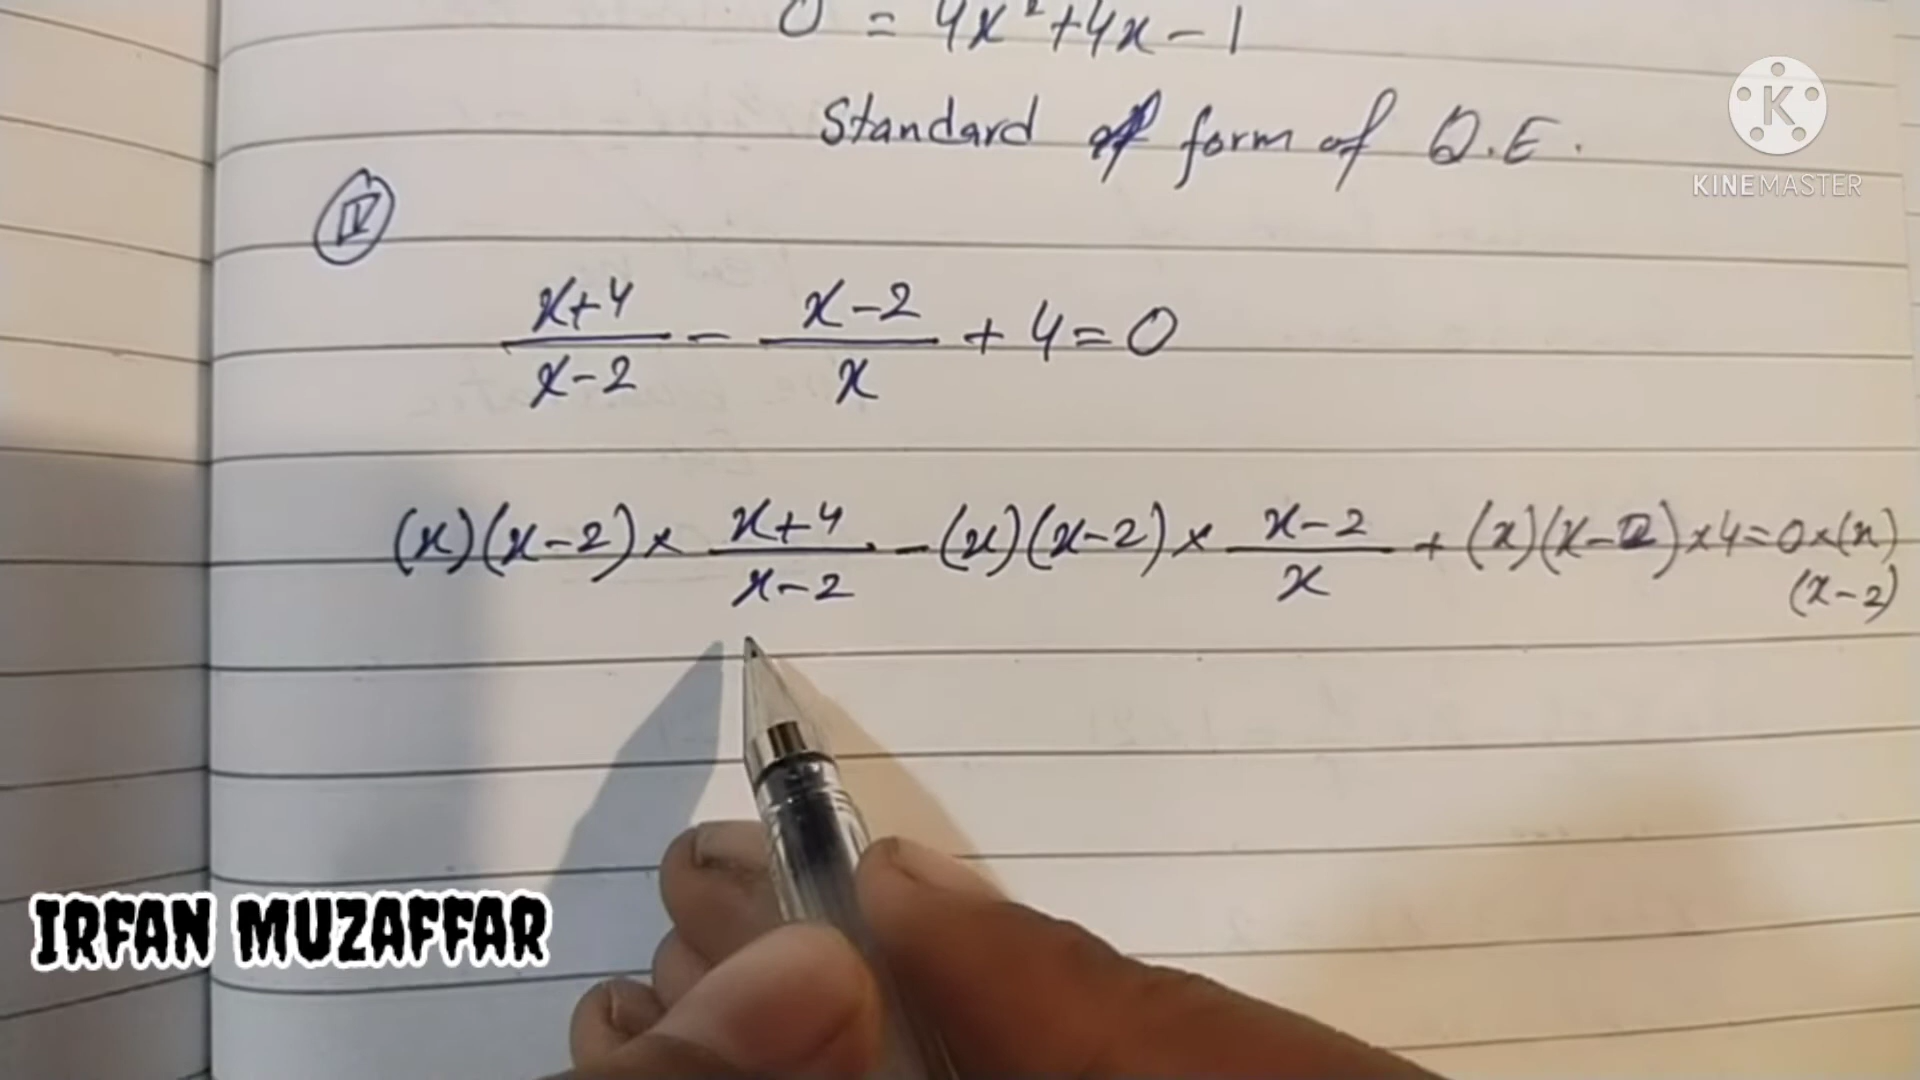 0 = 4x²+4x-1
Standard of form of Q.E.
KINEMASTER
IV
x+4/x-2 - x-2/x + 4=0
(x)(x-2)× x+4/x-2 -(x)(x-2)× x-2/x + (x)(x-2)×4=0×(x)
(x-2)
IRFAN MUZAFFAR